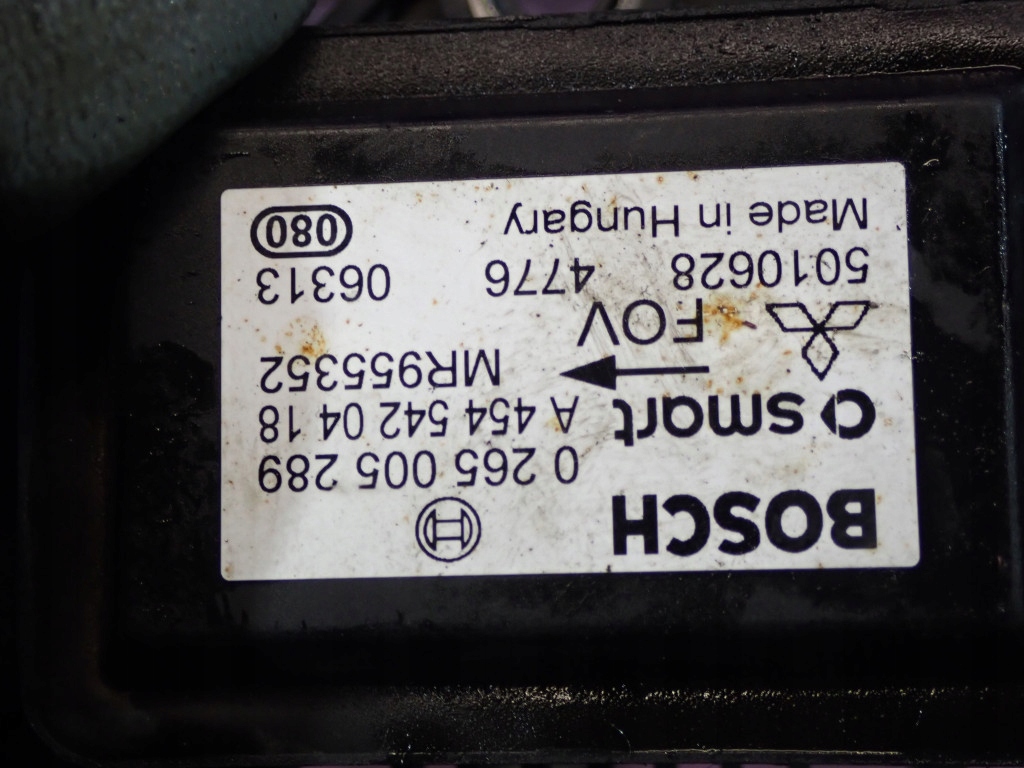 BOSCH
0 265 005 289
smart A 454 542 04 18
MR955352
FOV
5010628 4776 06313
Made in Hungary 080